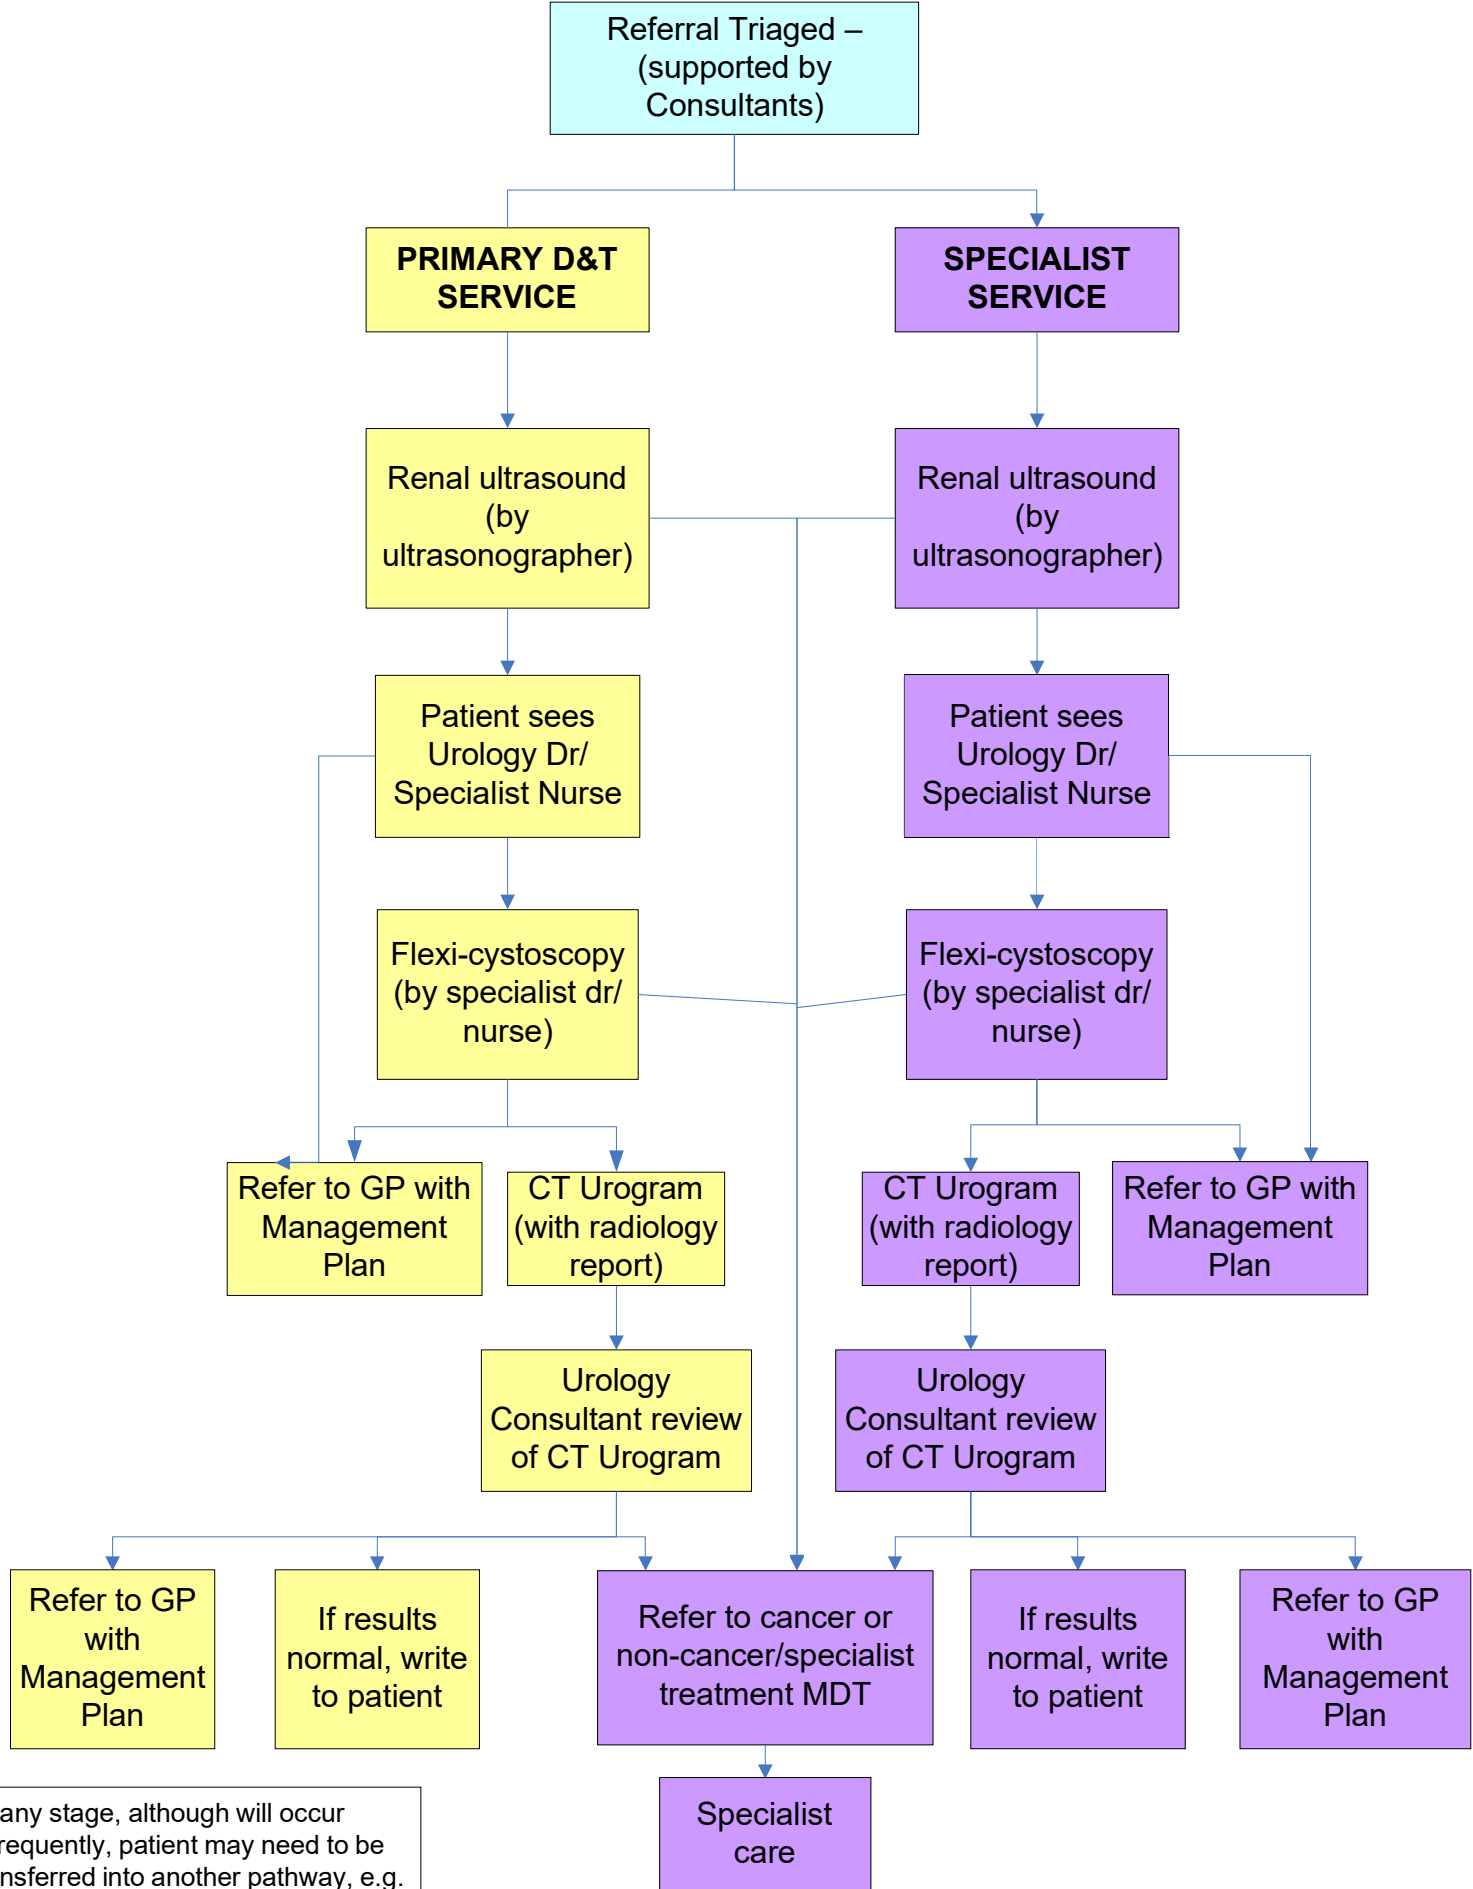 Referral Triaged –
(supported by
Consultants)
PRIMARY D&T
SERVICE
SPECIALIST
SERVICE
Renal ultrasound
(by
ultrasonographer)
Renal ultrasound
(by
ultrasonographer)
Patient sees
Urology Dr/
Specialist Nurse
Patient sees
Urology Dr/
Specialist Nurse
Flexi-cystoscopy
(by specialist dr/
nurse)
Flexi-cystoscopy
(by specialist dr/
nurse)
Refer to GP with
Management
Plan
CT Urogram
(with radiology
report)
CT Urogram
(with radiology
report)
Refer to GP with
Management
Plan
Urology
Consultant review
of CT Urogram
Urology
Consultant review
of CT Urogram
Refer to GP
with
Management
Plan
If results
normal, write
to patient
Refer to cancer or
non-cancer/specialist
treatment MDT
If results
normal, write
to patient
Refer to GP
with
Management
Plan
Specialist
care
any stage, although will occur
frequently, patient may need to be
nsferred into another pathway, e.g.